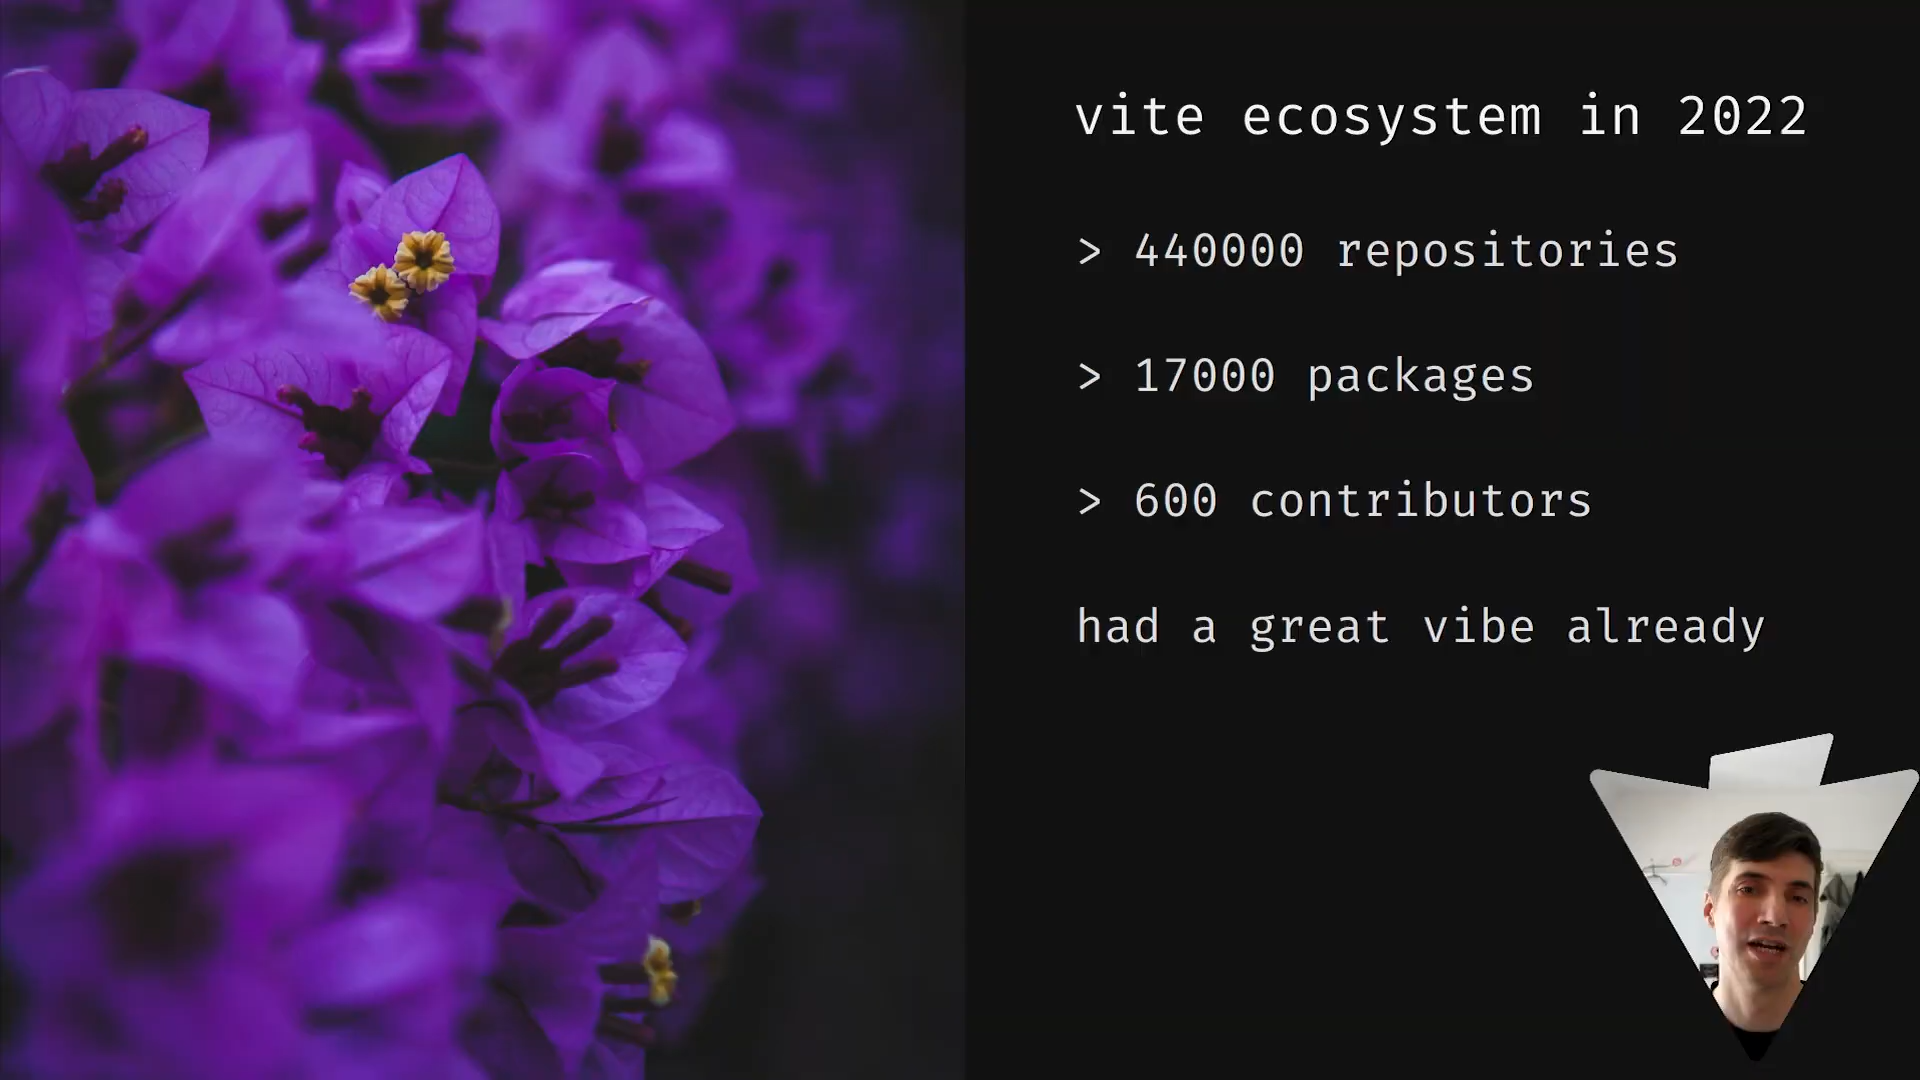 vite ecosystem in 2022
> 440000 repositories
> 17000 packages
> 600 contributors
had a great vibe already